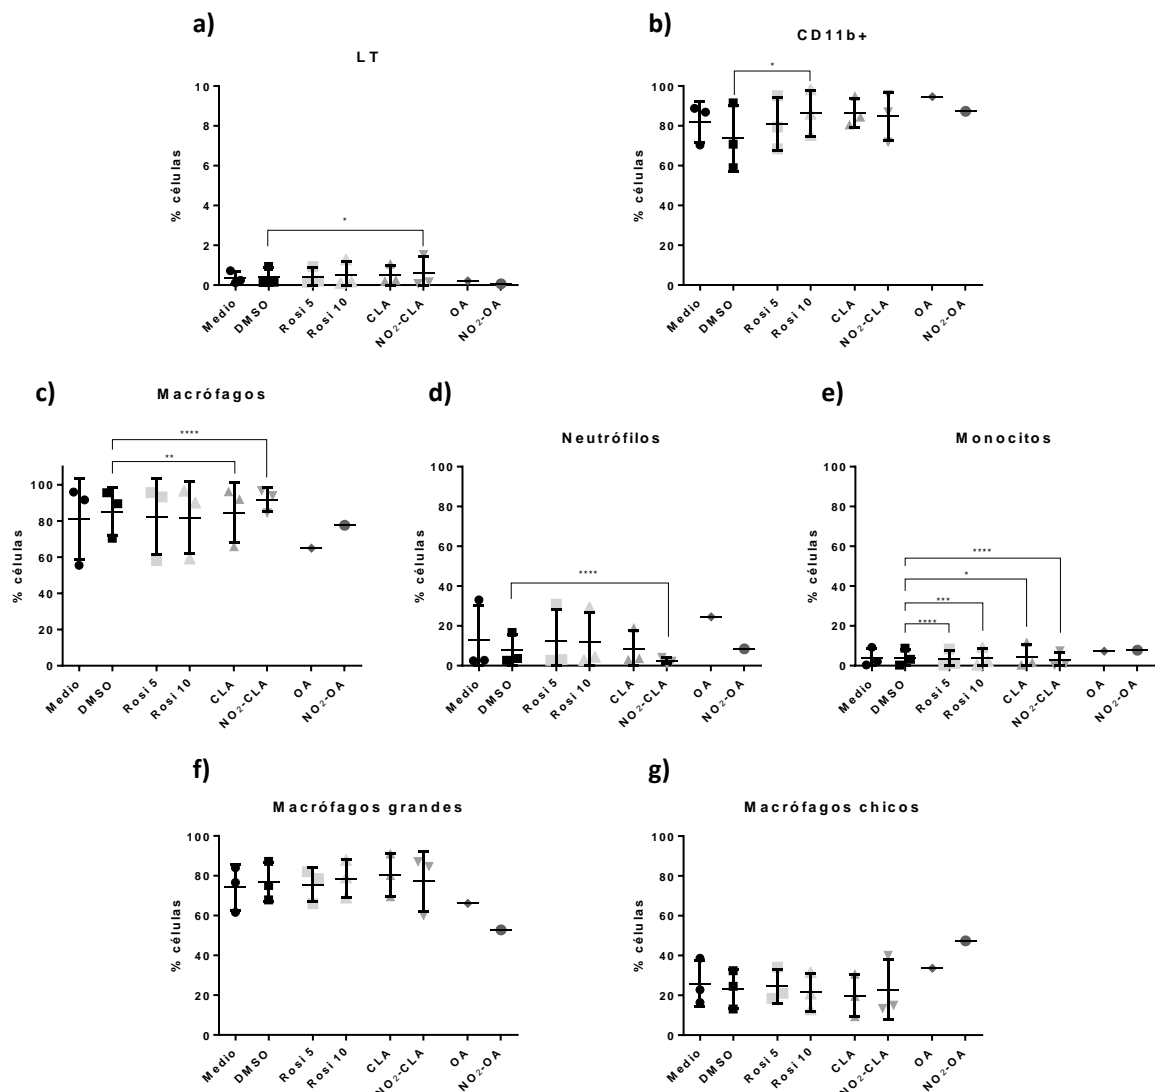 a)
LT
% células
10
8
6
4
2
0
*
Medio
DMSO
Rosi 5
Rosi 10
CLA
NO₂-CLA
OA
NO₂-OA
b)
CD11b+
% células
100
80
60
40
20
0
*
Medio
DMSO
Rosi 5
Rosi 10
CLA
NO₂-CLA
OA
NO₂-OA
c)
Macrófagos
% células
100
80
60
40
20
0
****
**
Medio
DMSO
Rosi 5
Rosi 10
CLA
NO₂-CLA
OA
NO₂-OA
d)
Neutrófilos
% células
100
80
60
40
20
0
****
Medio
DMSO
Rosi 5
Rosi 10
CLA
NO₂-CLA
OA
NO₂-OA
e)
Monocitos
% células
100
80
60
40
20
0
****
*
***
****
Medio
DMSO
Rosi 5
Rosi 10
CLA
NO₂-CLA
OA
NO₂-OA
f)
Macrófagos grandes
% células
100
80
60
40
20
0
Medio
DMSO
Rosi 5
Rosi 10
CLA
NO₂-CLA
OA
NO₂-OA
g)
Macrófagos chicos
% células
100
80
60
40
20
0
Medio
DMSO
Rosi 5
Rosi 10
CLA
NO₂-CLA
OA
NO₂-OA